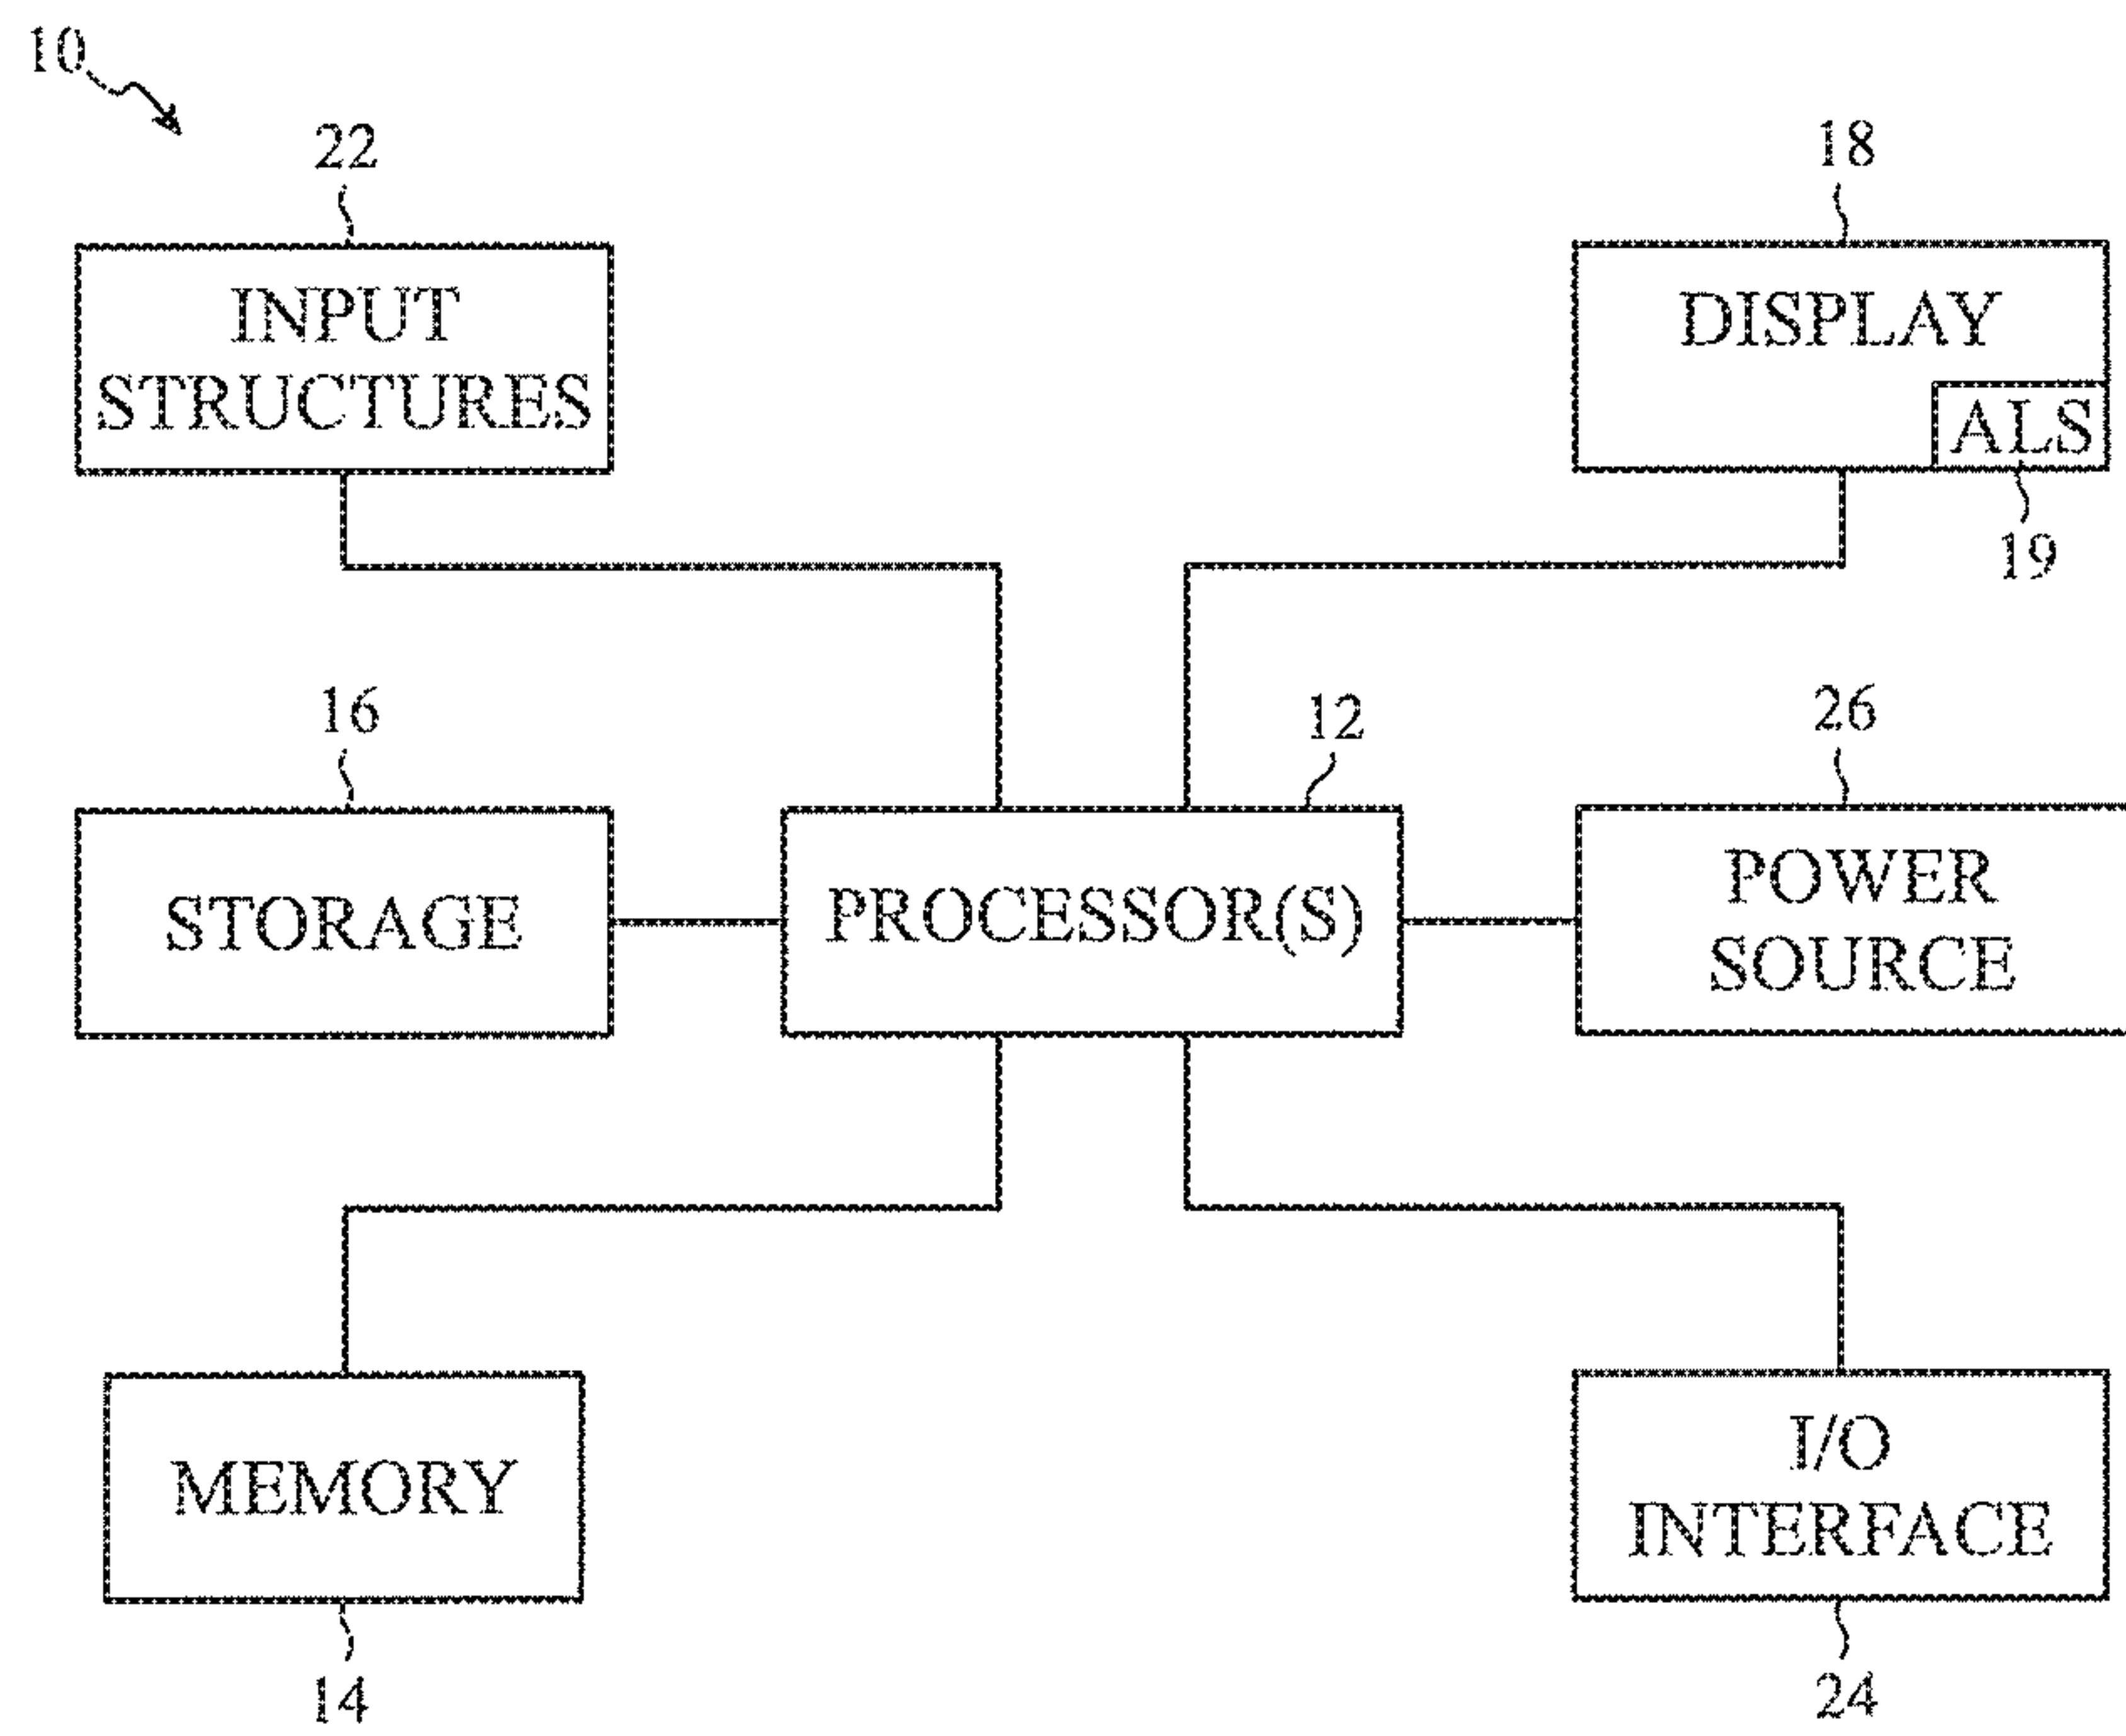 10
22
18
INPUT
STRUCTURES
DISPLAY
ALS
19
16
12
26
STORAGE
PROCESSOR(S)
POWER
SOURCE
MEMORY
I/O
INTERFACE
14
24